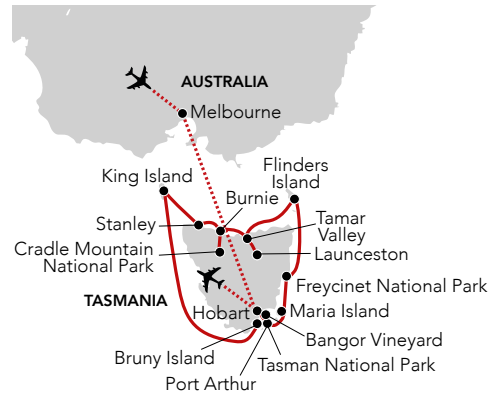 AUSTRALIA
Melbourne
King Island
Flinders
Island
Burnie
Stanley
Tamar
Valley
Cradle Mountain
National Park
Launceston
Freycinet National Park
TASMANIA
Hobart
Maria Island
Bangor Vineyard
Bruny Island
Tasman National Park
Port Arthur